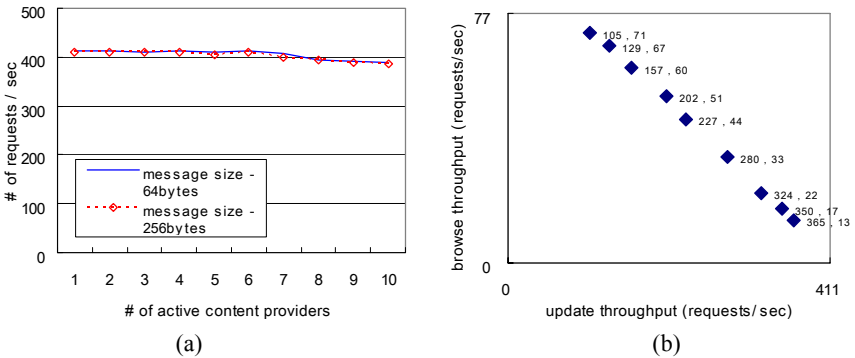 500
400
300
200
100
0
# of requests / sec
message size -
64bytes
message size -
256bytes
1 2 3 4 5 6 7 8 9 10
# of active content providers
(a)
77
0
browse throughput (requests/sec)
105 , 71
129 , 67
157 , 60
202 , 51
227 , 44
280 , 33
324 , 22
350 , 17
365 , 13
0 411
update throughput (requests/sec)
(b)